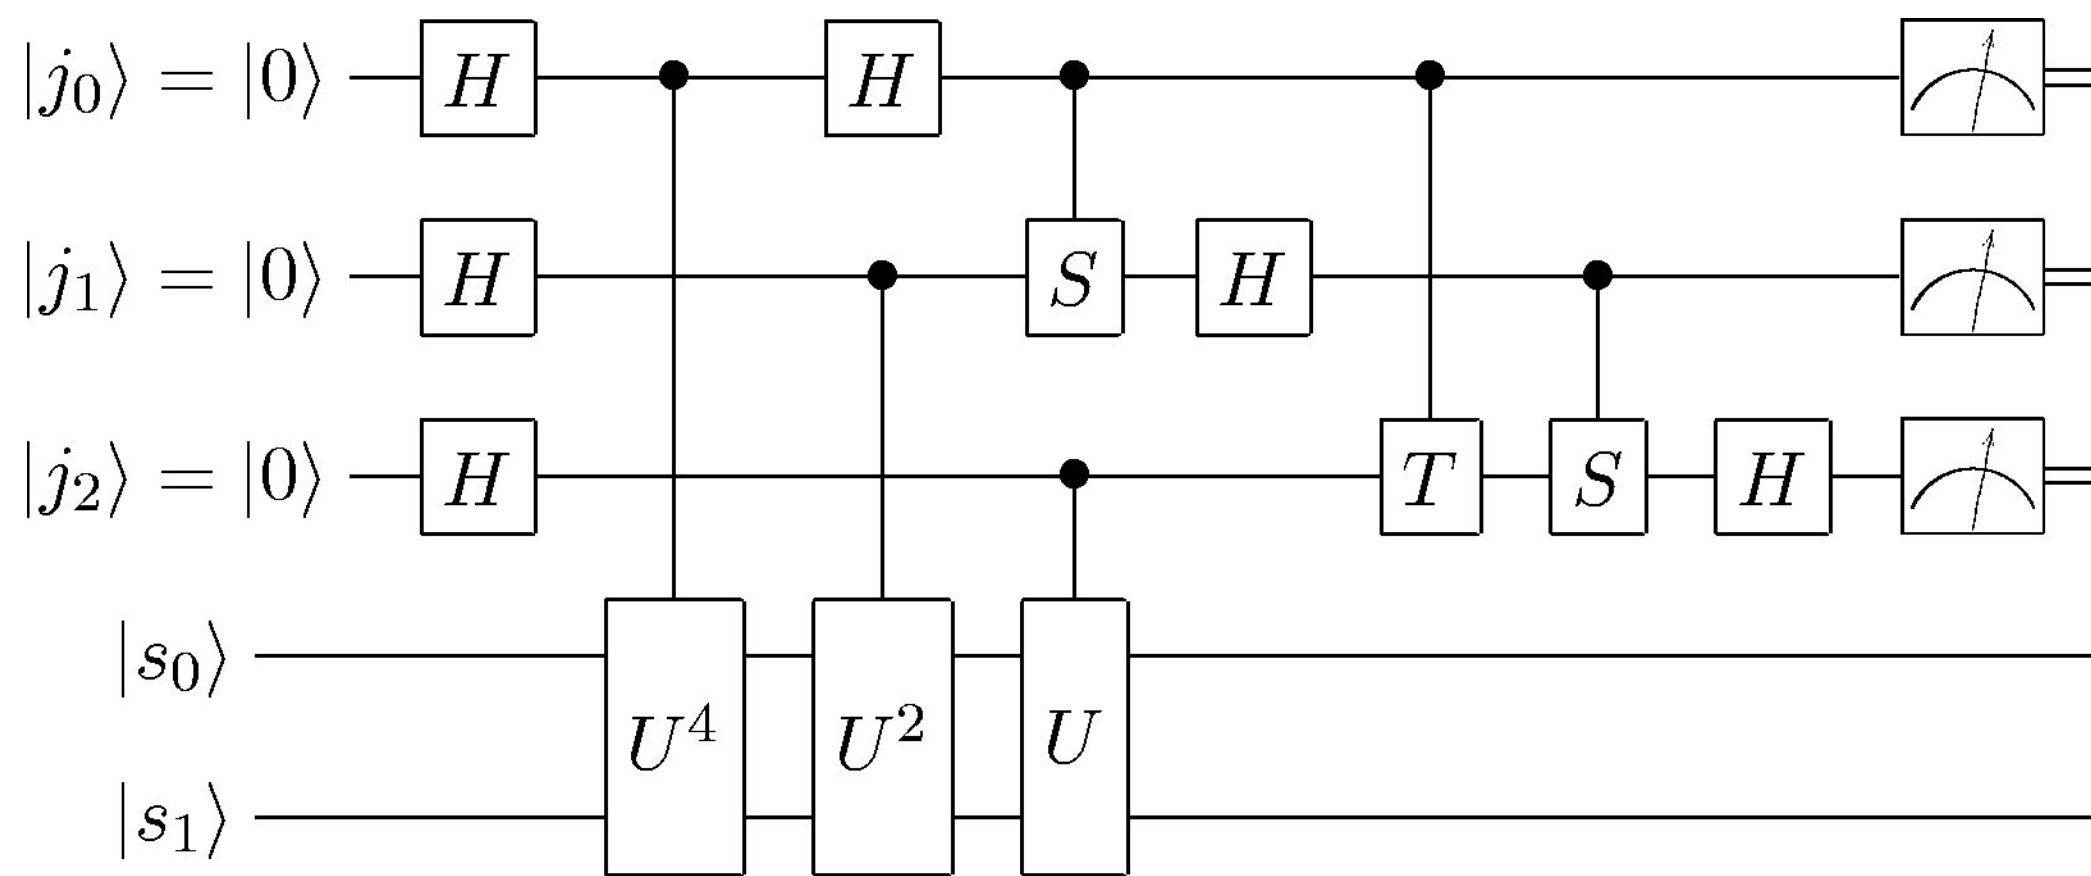 |j₀⟩ = |0⟩ H H
|j₁⟩ = |0⟩ H S H
|j₂⟩ = |0⟩ H T S H
|s₀⟩
U⁴ U² U
|s₁⟩